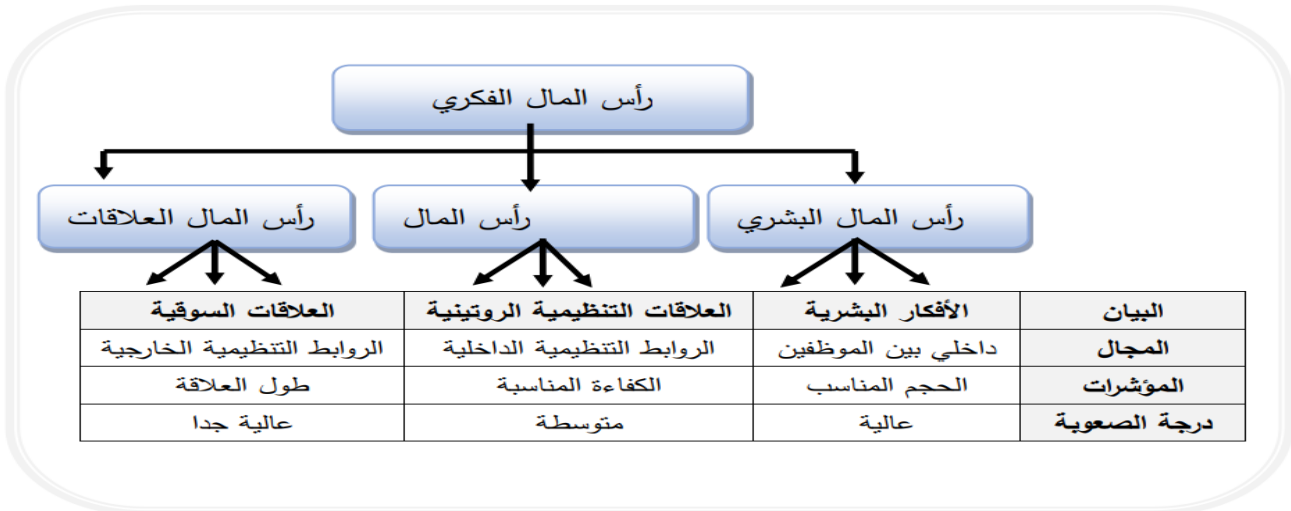 رأس المال الفكري
رأس المال البشري
رأس المال
رأس المال العلاقات
البيان الأفكار البشرية العلاقات التنظيمية الروتينية العلاقات السوقية
المجال داخلي بين الموظفين الروابط التنظيمية الداخلية الروابط التنظيمية الخارجية
المؤشرات الحجم المناسب الكفاءة المناسبة طول العلاقة
درجة الصعوبة عالية متوسطة عالية جدا